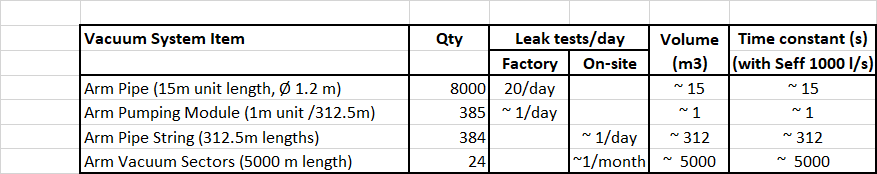 Vacuum System Item Qty Leak tests/day Volume Time constant (s)
Factory On-site (m3) (with Seff 1000 l/s)
Arm Pipe (15m unit length, Ø 1.2 m) 8000 20/day ~ 15 ~ 15
Arm Pumping Module (1m unit /312.5m) 385 ~ 1/day ~ 1 ~ 1
Arm Pipe String (312.5m lengths) 384 ~ 1/day ~ 312 ~ 312
Arm Vacuum Sectors (5000 m length) 24 ~1/month ~ 5000 ~ 5000